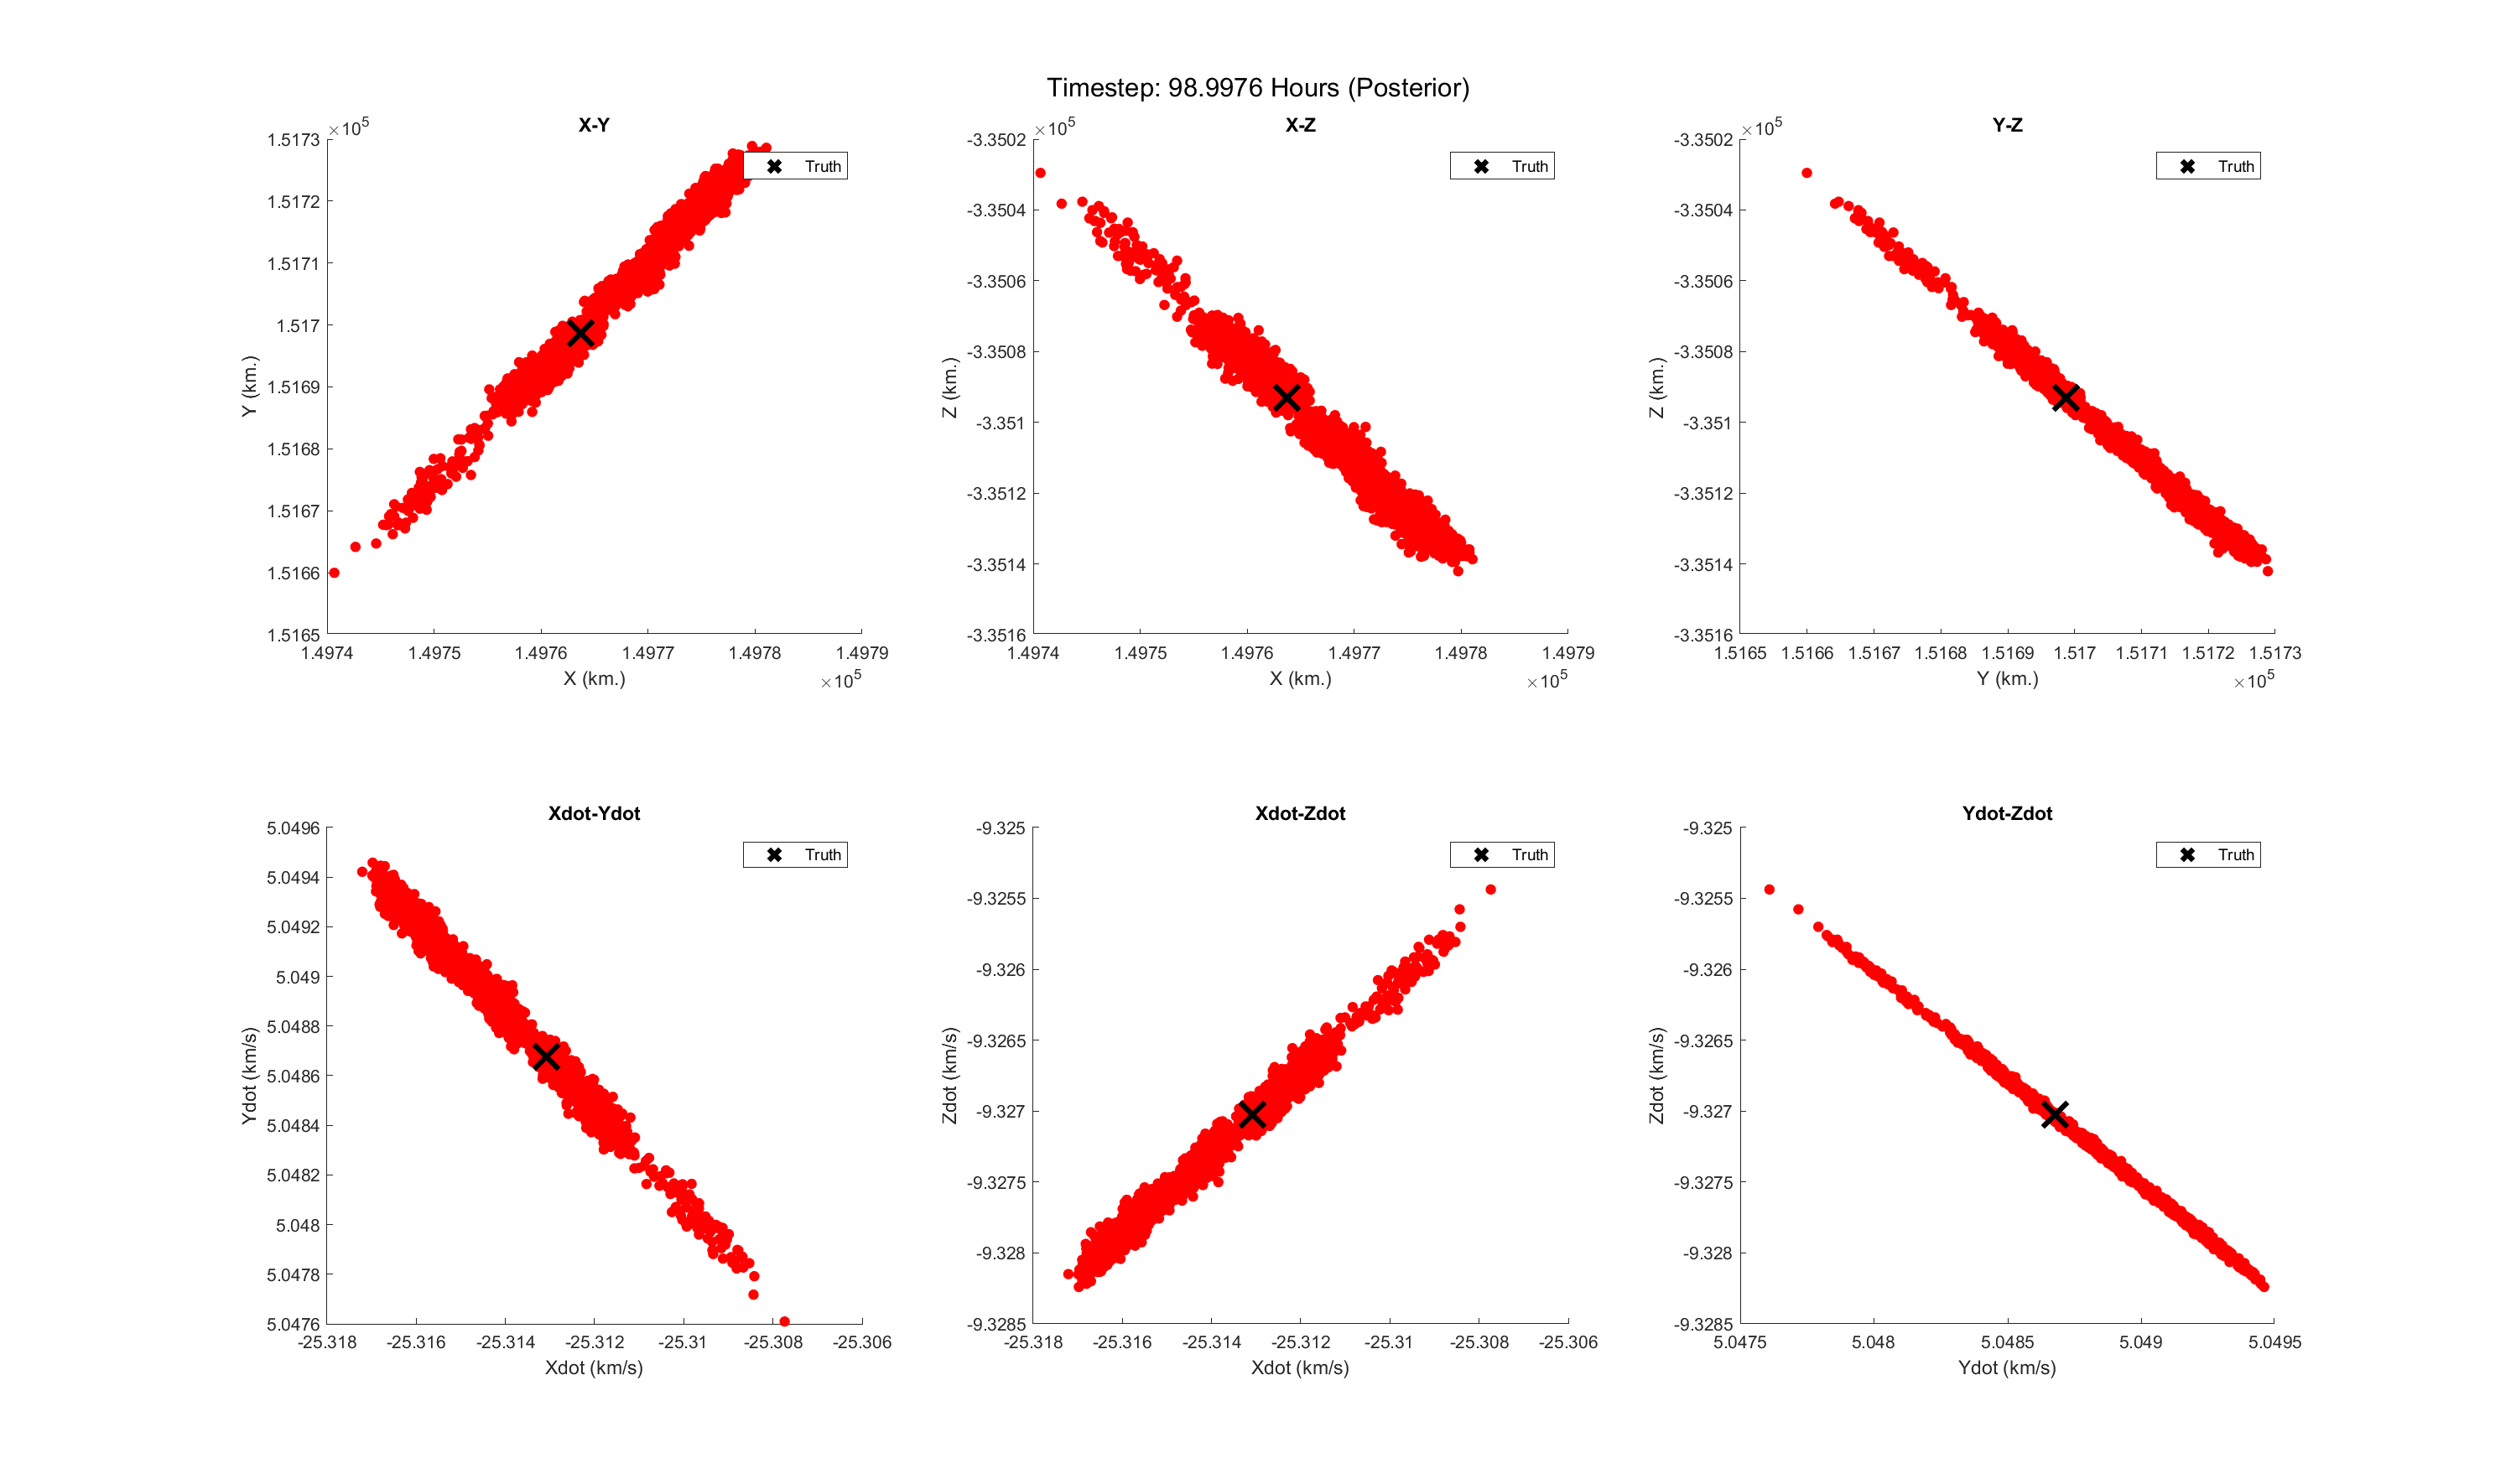 Timestep: 98.9976 Hours (Posterior)
X-Y
×10^5
1.5173
1.5172
1.5171
1.517
1.5169
1.5168
1.5167
1.5166
1.5165
Y (km.)
Truth
1.4974 1.4975 1.4976 1.4977 1.4978 1.4979
X (km.)
×10^5
X-Z
×10^5
-3.3502
-3.3504
-3.3506
-3.3508
-3.351
-3.3512
-3.3514
-3.3516
Z (km.)
Truth
1.4974 1.4975 1.4976 1.4977 1.4978 1.4979
X (km.)
×10^5
Y-Z
×10^5
-3.3502
-3.3504
-3.3506
-3.3508
-3.351
-3.3512
-3.3514
-3.3516
Z (km.)
Truth
1.5165 1.5166 1.5167 1.5168 1.5169 1.517 1.5171 1.5172 1.5173
Y (km.)
×10^5
Xdot-Ydot
5.0496
5.0494
5.0492
5.049
5.0488
5.0486
5.0484
5.0482
5.048
5.0478
5.0476
Ydot (km/s)
Truth
-25.318 -25.316 -25.314 -25.312 -25.31 -25.308 -25.306
Xdot (km/s)
Xdot-Zdot
-9.325
-9.3255
-9.326
-9.3265
-9.327
-9.3275
-9.328
-9.3285
Zdot (km/s)
Truth
-25.318 -25.316 -25.314 -25.312 -25.31 -25.308 -25.306
Xdot (km/s)
Ydot-Zdot
-9.325
-9.3255
-9.326
-9.3265
-9.327
-9.3275
-9.328
-9.3285
Zdot (km/s)
Truth
5.0475 5.048 5.0485 5.049 5.0495
Ydot (km/s)